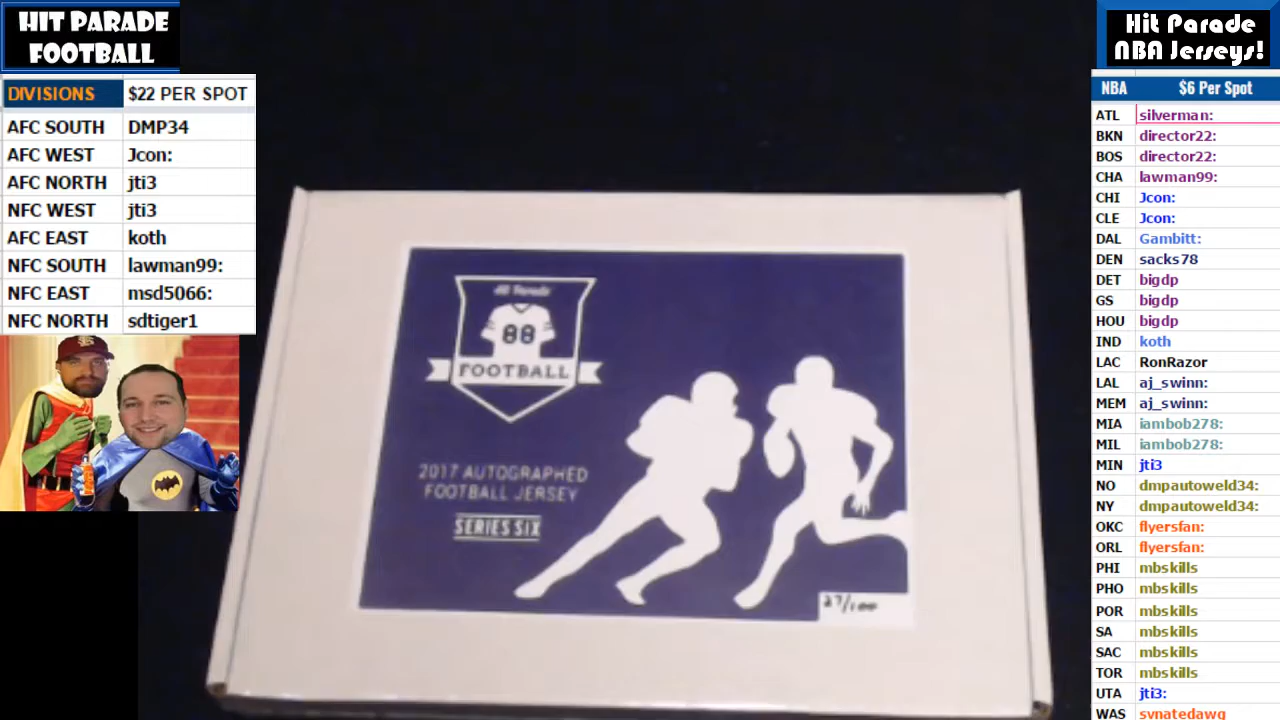 HIT PARADE
FOOTBALL
DIVISIONS $22 PER SPOT
AFC SOUTH DMP34
AFC WEST Jcon:
AFC NORTH jti3
NFC WEST jti3
AFC EAST koth
NFC SOUTH lawman99:
NFC EAST msd5066:
NFC NORTH sdtiger1
Hit Parade
88
FOOTBALL
2017 AUTOGRAPHED
FOOTBALL JERSEY
SERIES SIX
27/100
Hit Parade
NBA Jerseys!
NBA $6 Per Spot
ATL silverman:
BKN director22:
BOS director22:
CHA lawman99:
CHI Jcon:
CLE Jcon:
DAL Gambitt:
DEN sacks78
DET bigdp
GS bigdp
HOU bigdp
IND koth
LAC RonRazor
LAL aj_swinn:
MEM aj_swinn:
MIA iambob278:
MIL iambob278:
MIN jti3
NO dmpautoweld34:
NY dmpautoweld34:
OKC flyersfan:
ORL flyersfan:
PHI mbskills
PHO mbskills
POR mbskills
SA mbskills
SAC mbskills
TOR mbskills
UTA jti3:
WAS synatedawg